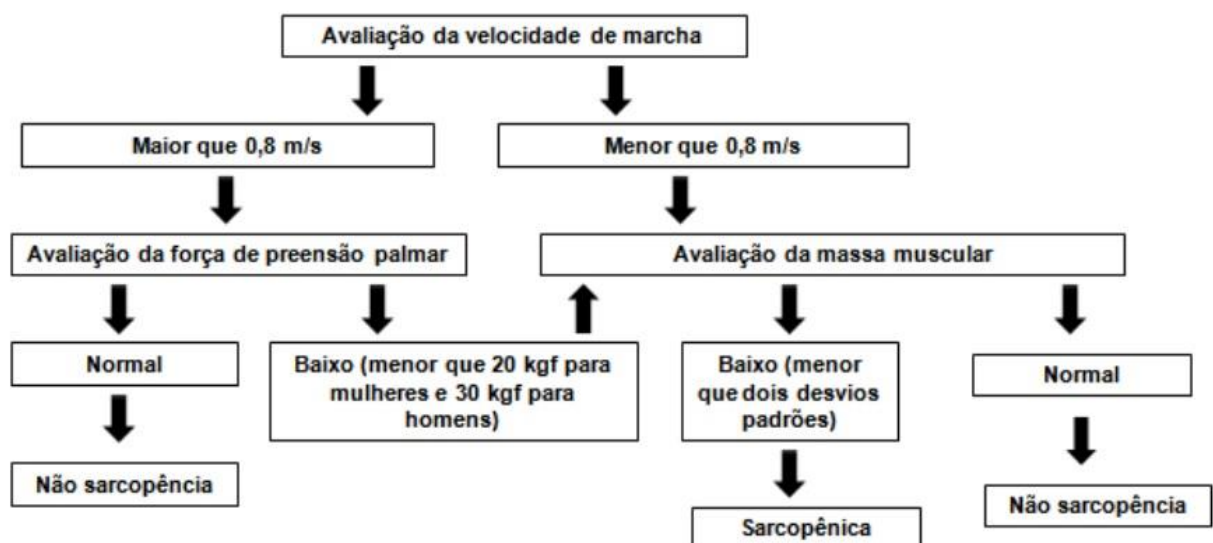 Avaliação da velocidade de marcha
Maior que 0,8 m/s
Menor que 0,8 m/s
Avaliação da força de preensão palmar
Avaliação da massa muscular
Normal
Baixo (menor que 20 kgf para
mulheres e 30 kgf para
homens)
Baixo (menor
que dois desvios
padrões)
Normal
Não sarcopência
Sarcopênica
Não sarcopência